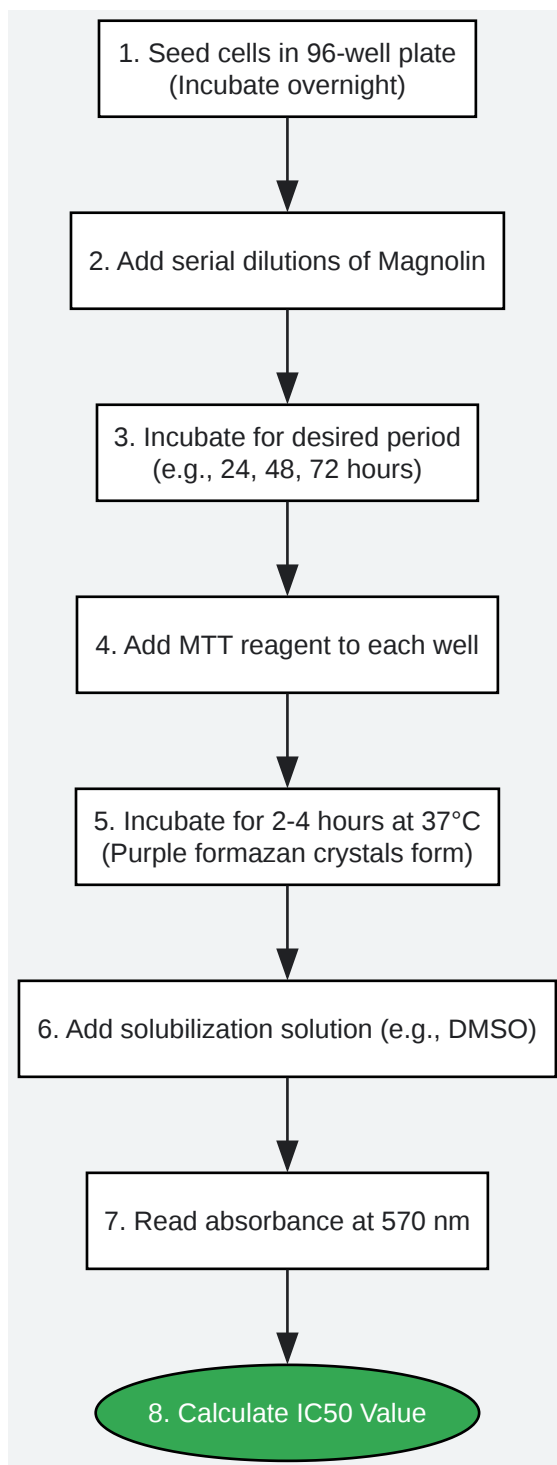 1. Seed cells in 96-well plate
(Incubate overnight)
2. Add serial dilutions of Magnolin
3. Incubate for desired period
(e.g., 24, 48, 72 hours)
4. Add MTT reagent to each well
5. Incubate for 2-4 hours at 37°C
(Purple formazan crystals form)
6. Add solubilization solution (e.g., DMSO)
7. Read absorbance at 570 nm
8. Calculate IC50 Value